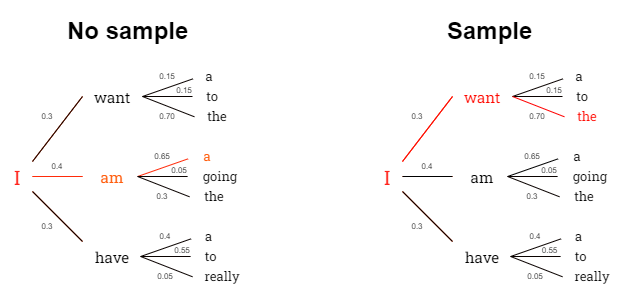 No sample
Sample
0.15 a
0.3 want 0.15 to
0.70 the
0.65 a
I 0.4 am 0.05 going
0.3 the
0.4 a
0.3 have 0.55 to
0.05 really
0.15 a
0.3 want 0.15 to
0.70 the
0.65 a
I 0.4 am 0.05 going
0.3 the
0.4 a
0.3 have 0.55 to
0.05 really